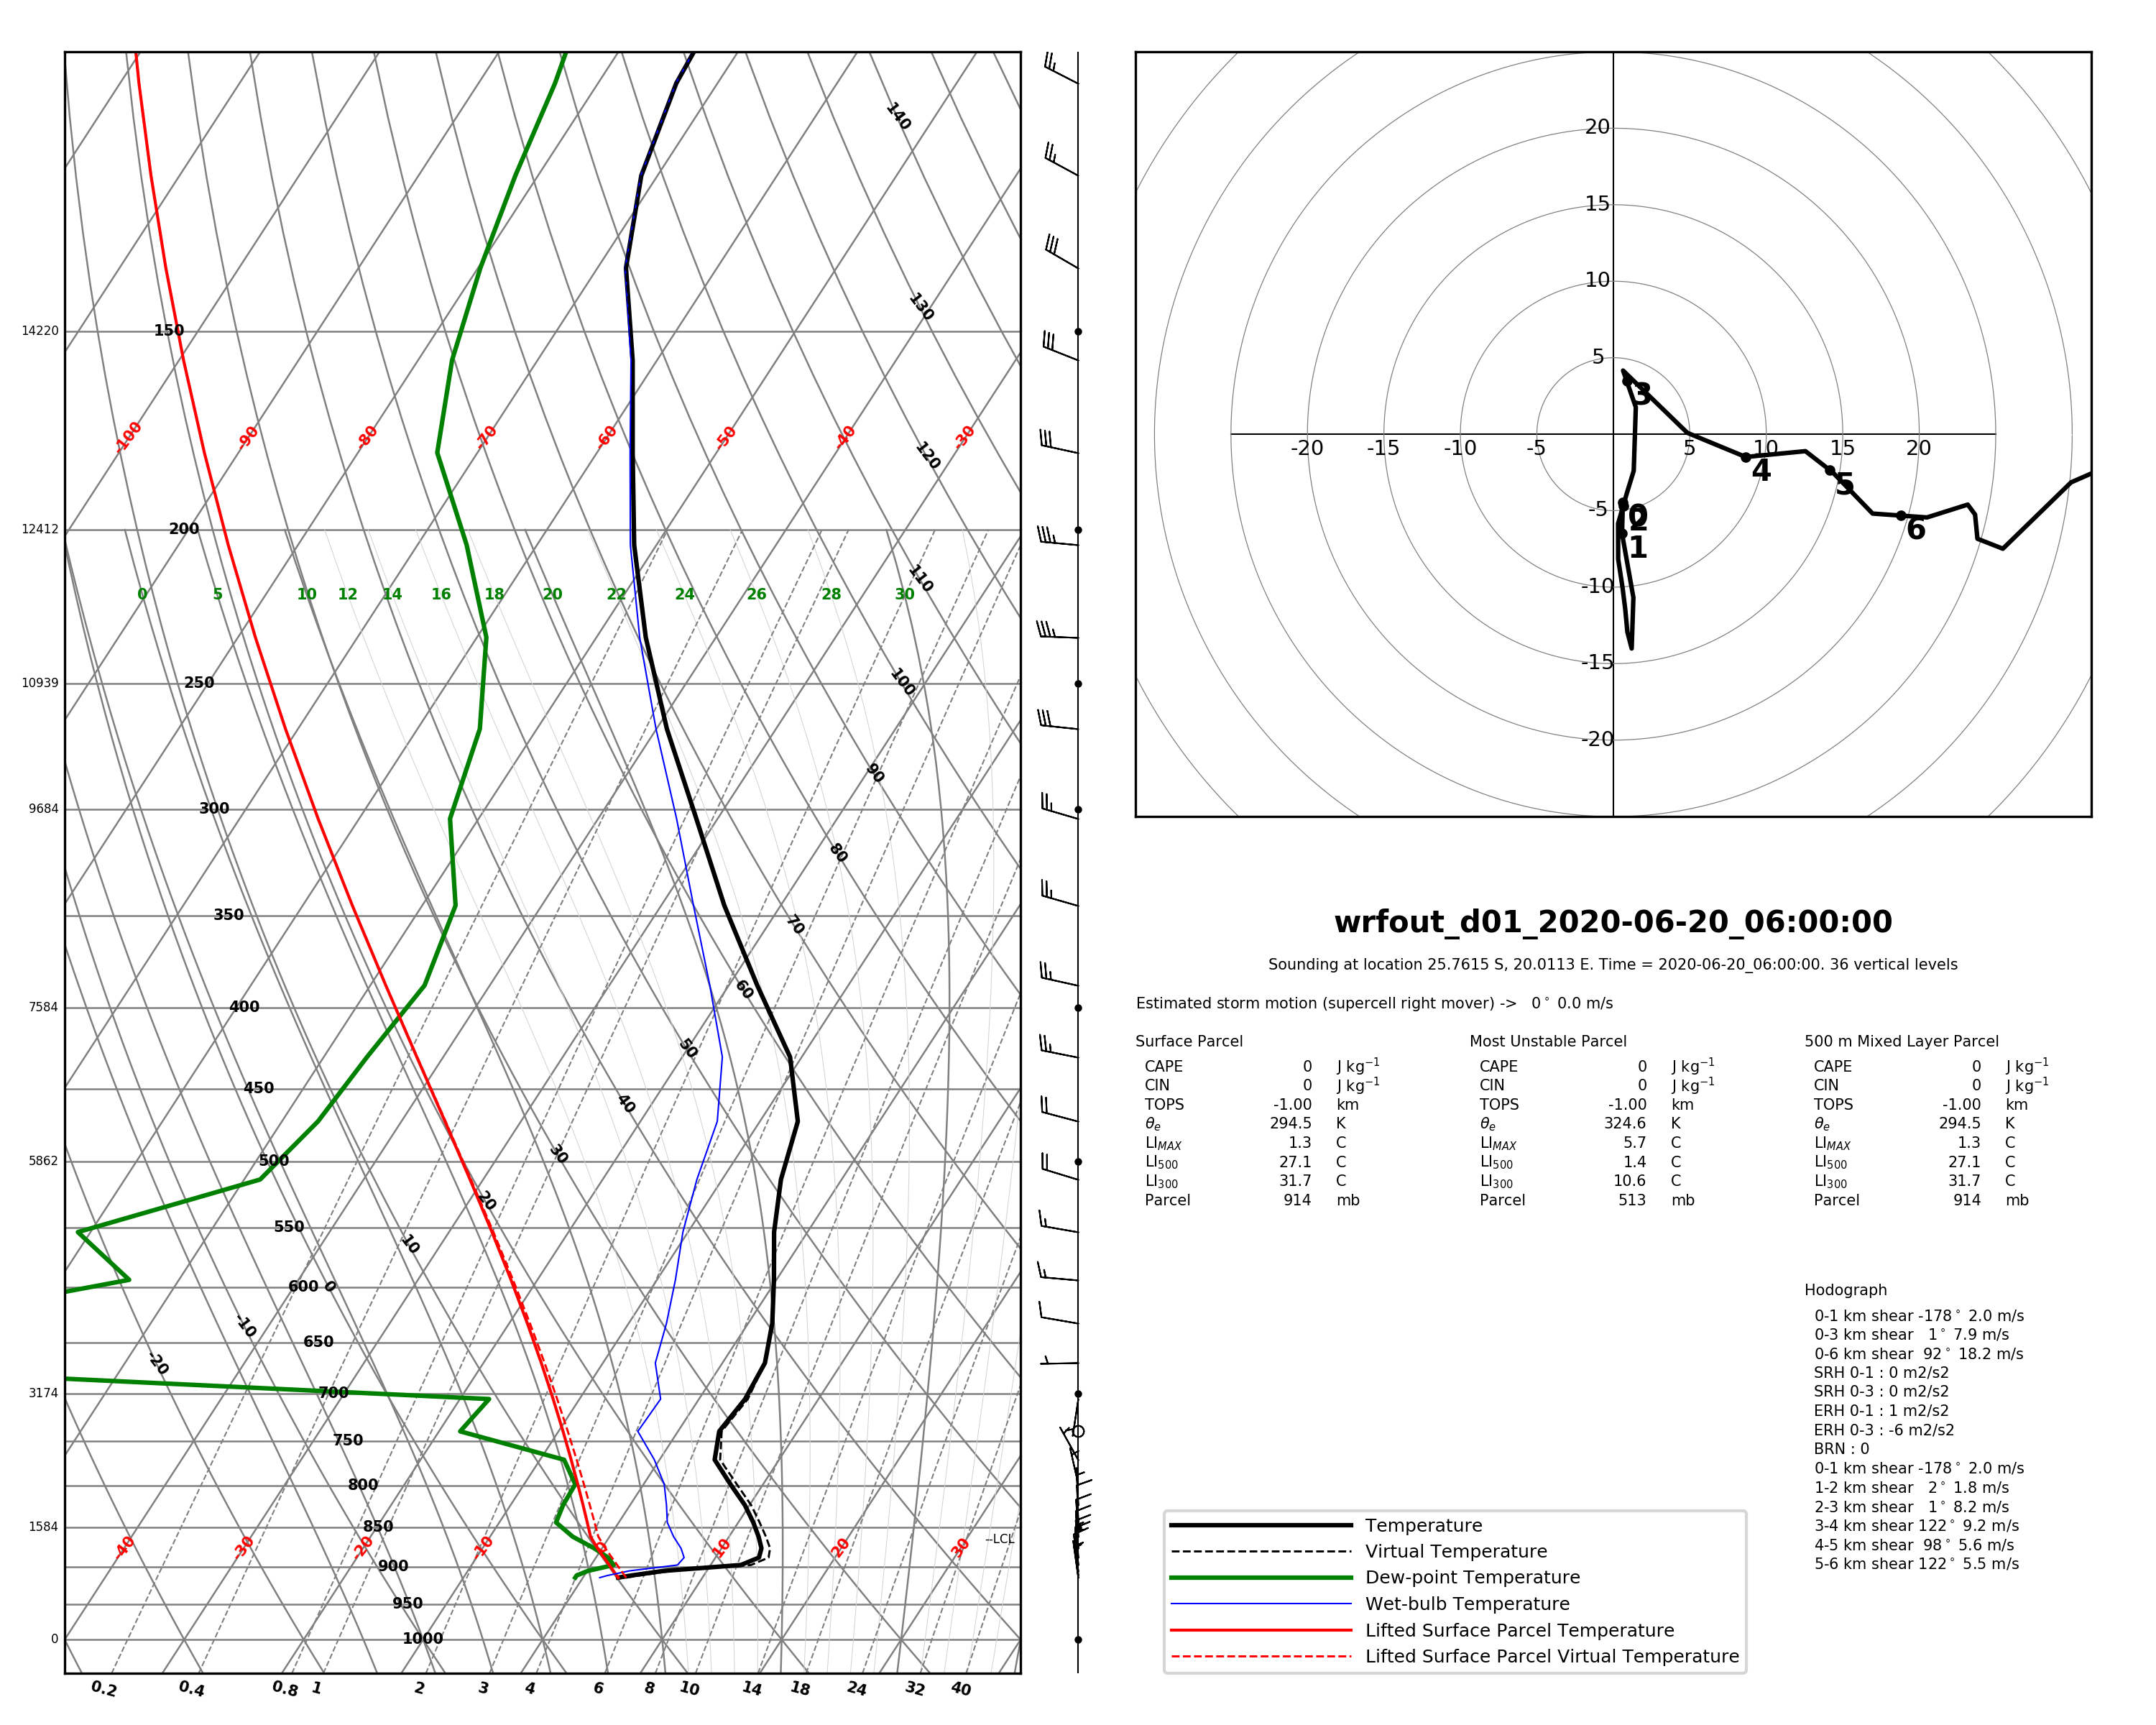 140
130
14220 150
-100 -90 -80 -70 -60 -50 -40 -30
120
12412 200
110
0 5 10 12 14 16 18 20 22 24 26 28 30
10939 250
100
90
9684 300
80
350
70
60
7584 400
50
450
40
5862 500
30
20
550
10
600 0
-10
650
-20
3174 700
750
800
1584 850
-40 -30 -20 -10 0 10 20 30
--LCL
900
950
0 1000
0.2 0.4 0.8 1 2 3 4 6 8 10 14 18 24 32 40
20
15
10
5
3
-20 -15 -10 -5 5 10 15 20
4
5
-5 0
6
1
-10
-15
-20
wrfout_d01_2020-06-20_06:00:00
Sounding at location 25.7615 S, 20.0113 E. Time = 2020-06-20_06:00:00. 36 vertical levels
Estimated storm motion (supercell right mover) -> 0° 0.0 m/s
Surface Parcel
CAPE 0 J kg⁻¹
CIN 0 J kg⁻¹
TOPS -1.00 km
θe 294.5 K
LIMAX 1.3 C
LI500 27.1 C
LI300 31.7 C
Parcel 914 mb
Most Unstable Parcel
CAPE 0 J kg⁻¹
CIN 0 J kg⁻¹
TOPS -1.00 km
θe 324.6 K
LIMAX 5.7 C
LI500 1.4 C
LI300 10.6 C
Parcel 513 mb
500 m Mixed Layer Parcel
CAPE 0 J kg⁻¹
CIN 0 J kg⁻¹
TOPS -1.00 km
θe 294.5 K
LIMAX 1.3 C
LI500 27.1 C
LI300 31.7 C
Parcel 914 mb
Hodograph
0-1 km shear -178° 2.0 m/s
0-3 km shear 1° 7.9 m/s
0-6 km shear 92° 18.2 m/s
SRH 0-1 : 0 m2/s2
SRH 0-3 : 0 m2/s2
ERH 0-1 : 1 m2/s2
ERH 0-3 : -6 m2/s2
BRN : 0
0-1 km shear -178° 2.0 m/s
1-2 km shear 2° 1.8 m/s
2-3 km shear 1° 8.2 m/s
3-4 km shear 122° 9.2 m/s
4-5 km shear 98° 5.6 m/s
5-6 km shear 122° 5.5 m/s
Temperature
Virtual Temperature
Dew-point Temperature
Wet-bulb Temperature
Lifted Surface Parcel Temperature
Lifted Surface Parcel Virtual Temperature